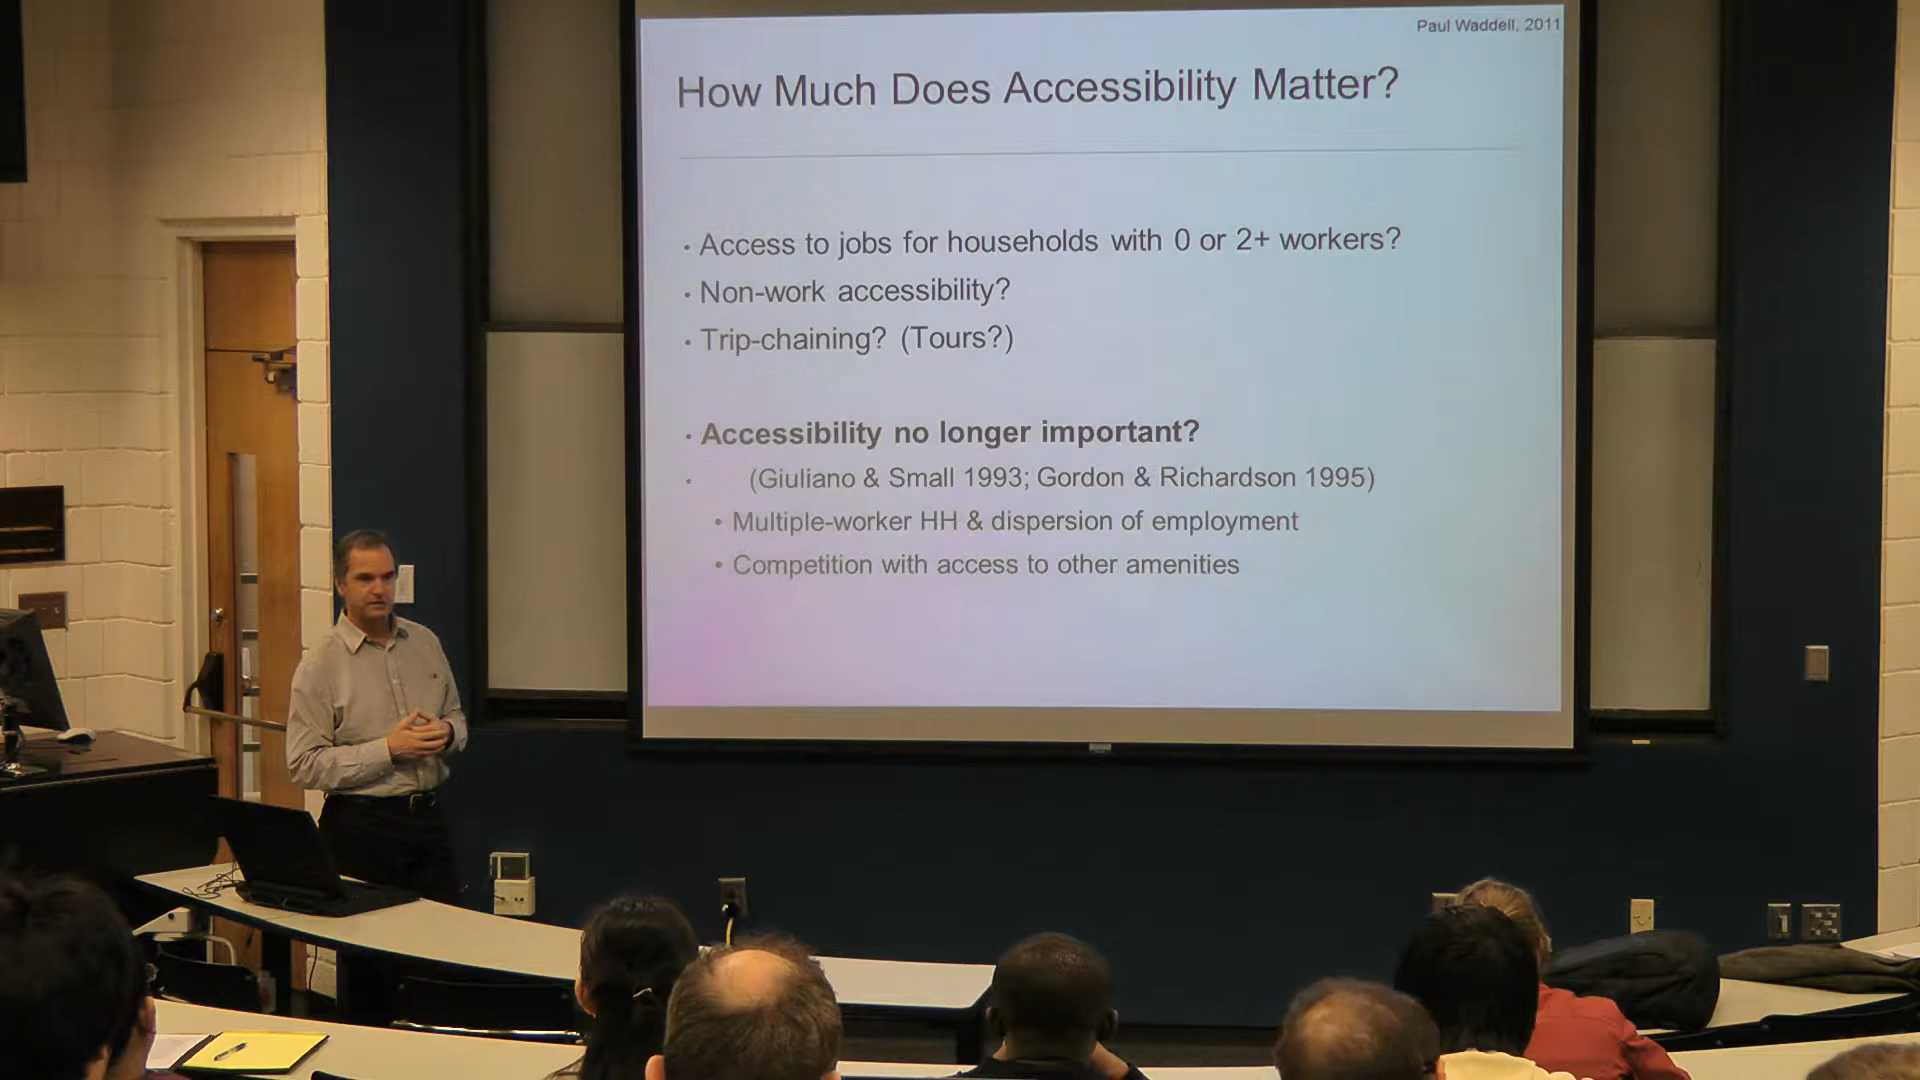 Paul Waddell, 2011
How Much Does Accessibility Matter?
• Access to jobs for households with 0 or 2+ workers?
• Non-work accessibility?
• Trip-chaining? (Tours?)
• Accessibility no longer important?
• (Giuliano & Small 1993; Gordon & Richardson 1995)
• Multiple-worker HH & dispersion of employment
• Competition with access to other amenities